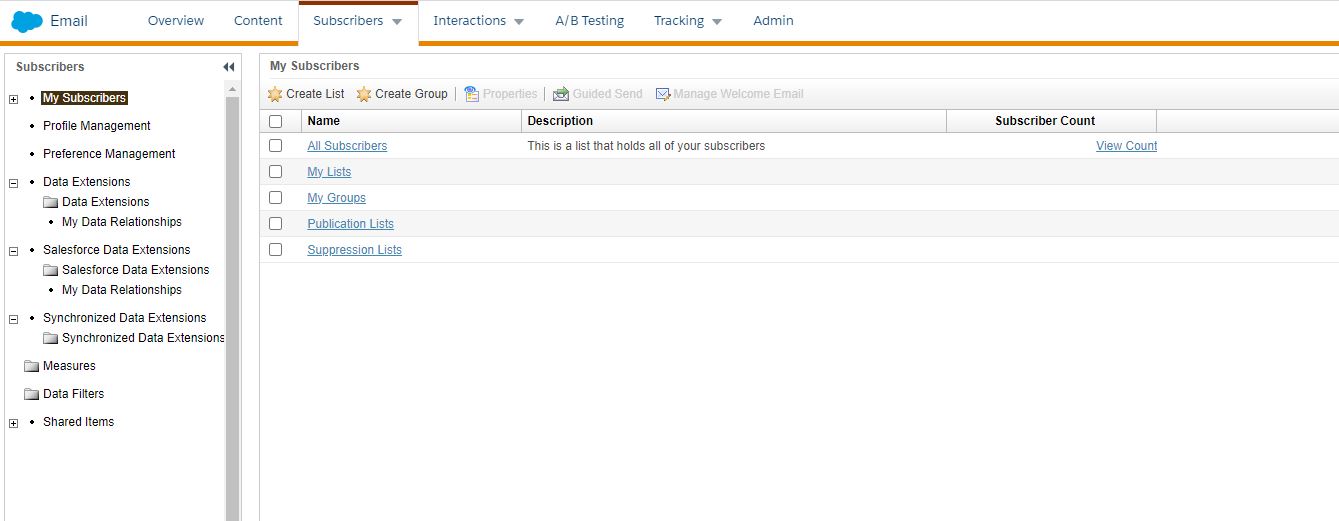 Email Overview Content Subscribers Interactions A/B Testing Tracking Admin
Subscribers
My Subscribers
Profile Management
Preference Management
Data Extensions
Data Extensions
My Data Relationships
Salesforce Data Extensions
Salesforce Data Extensions
My Data Relationships
Synchronized Data Extensions
Synchronized Data Extensions
Measures
Data Filters
Shared Items
My Subscribers
Create List Create Group Properties Guided Send Manage Welcome Email
Name Description Subscriber Count
All Subscribers This is a list that holds all of your subscribers View Count
My Lists
My Groups
Publication Lists
Suppression Lists